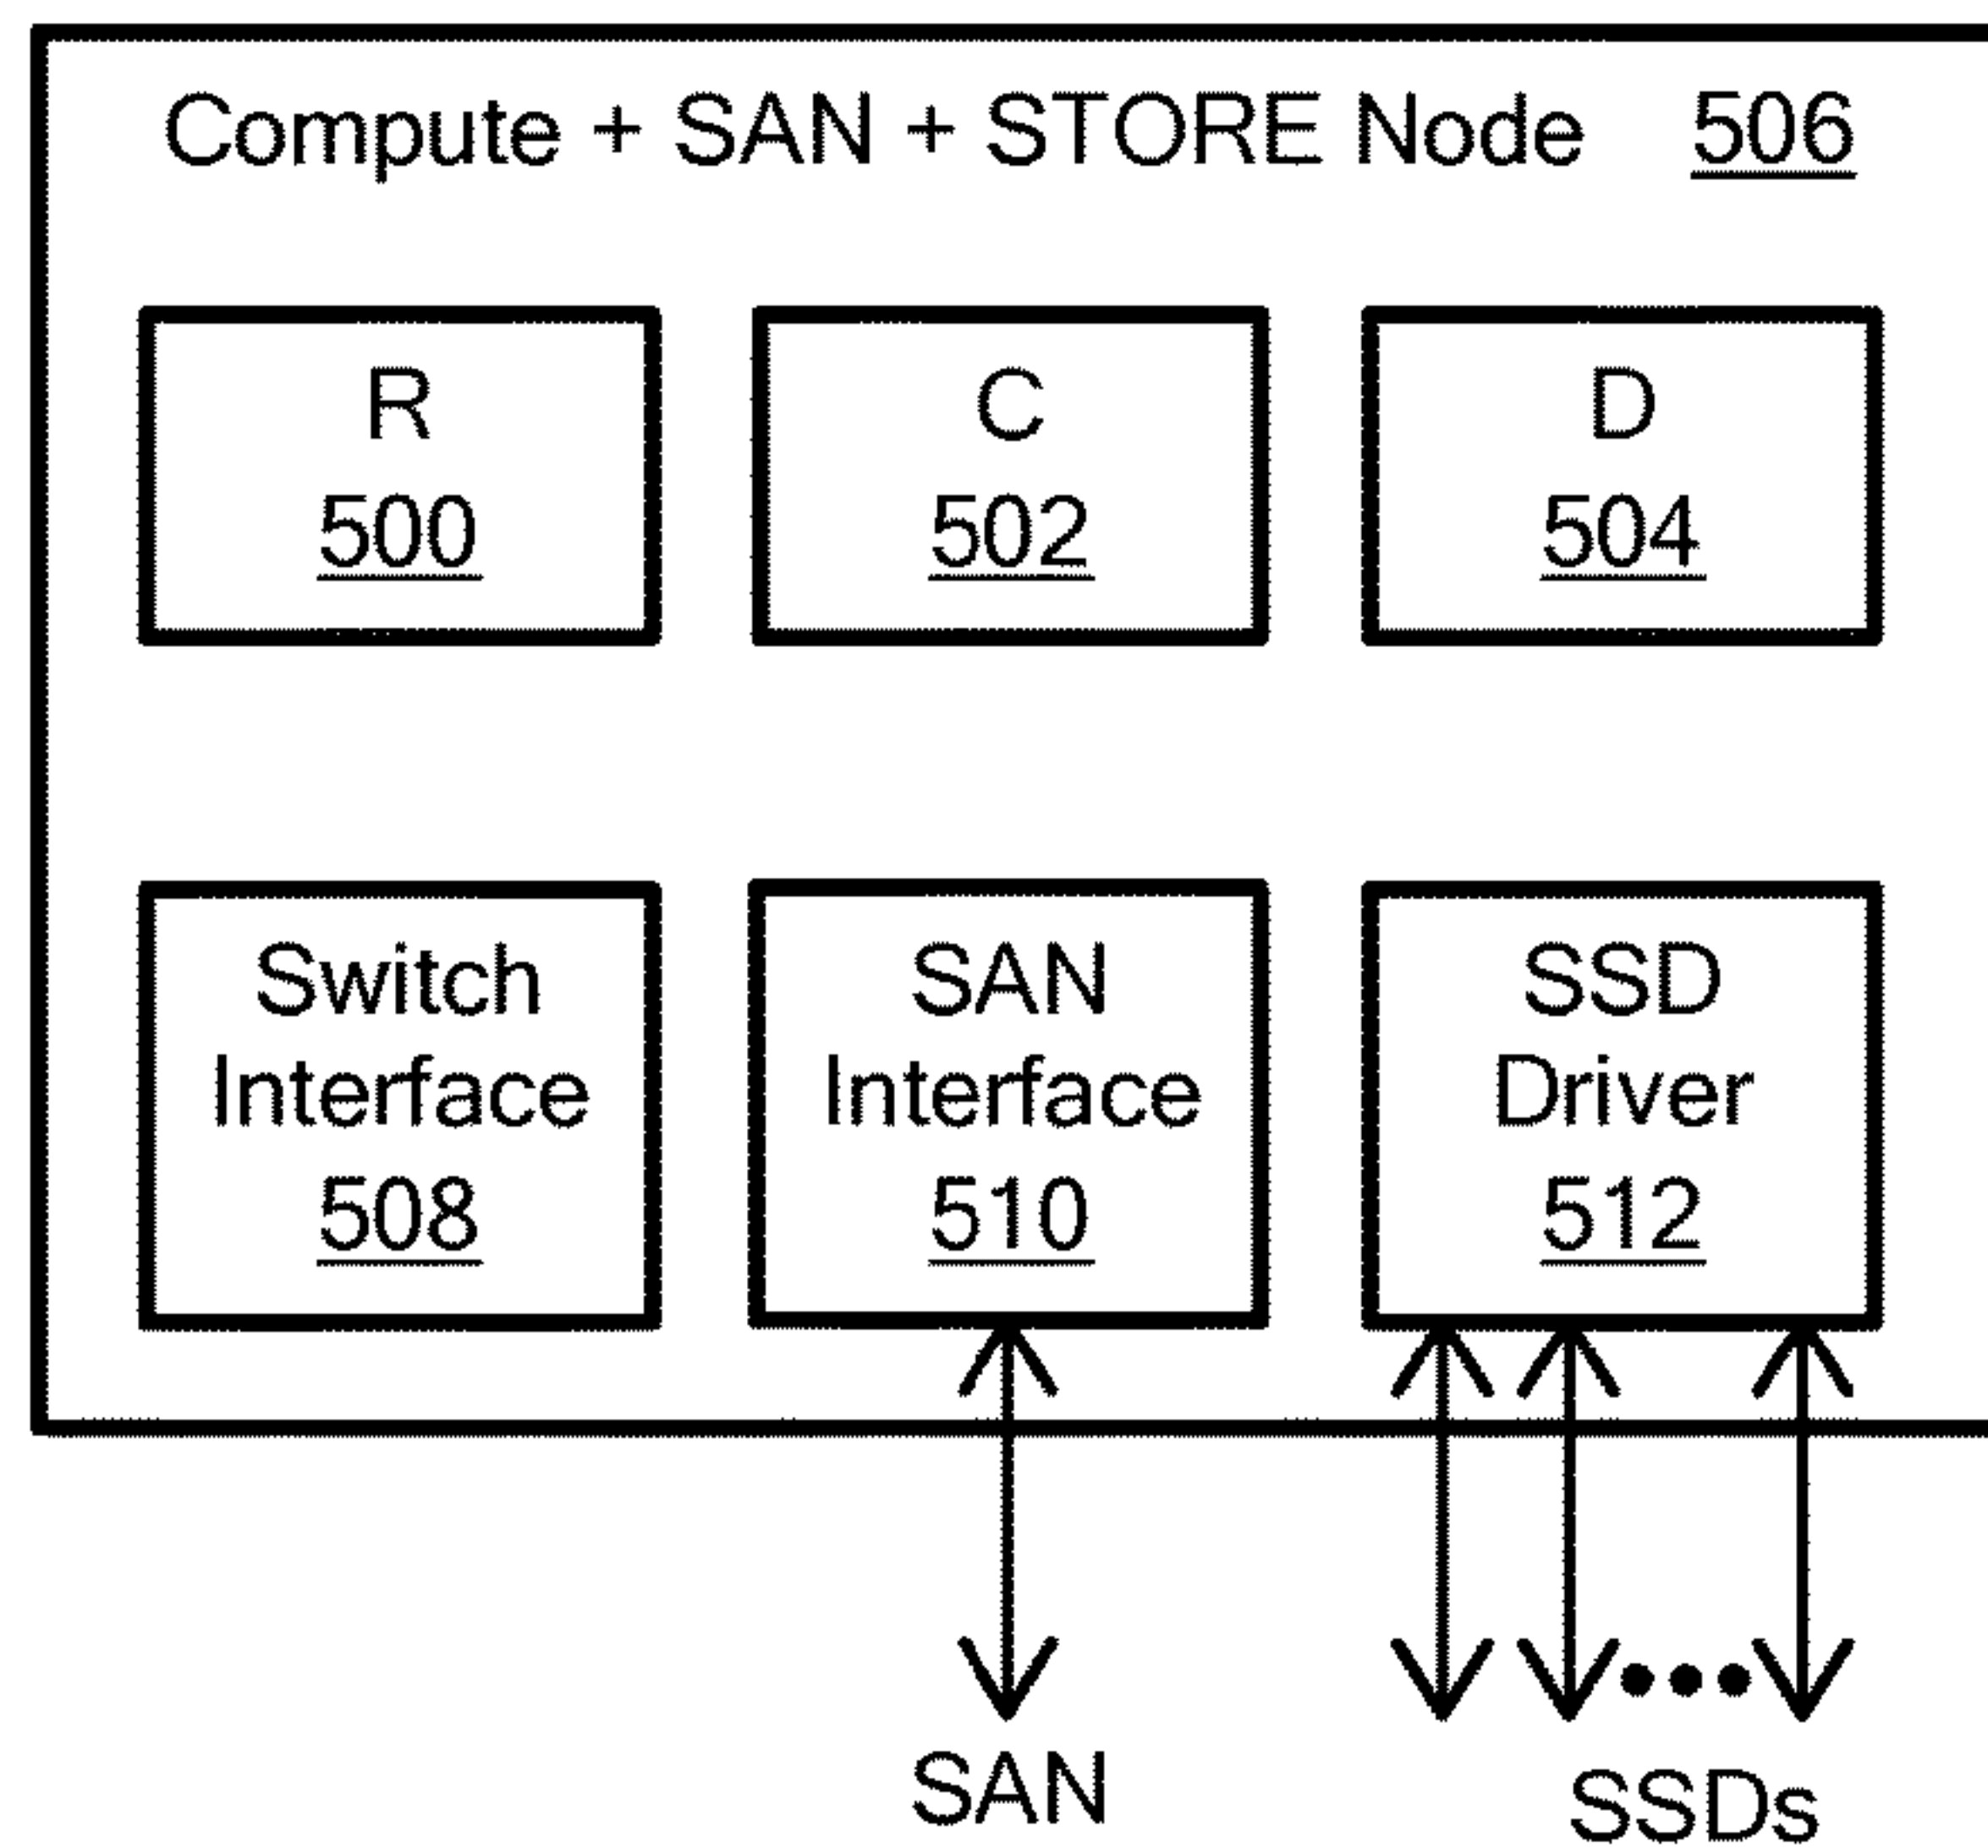 Compute + SAN + STORE Node 506
R
500
C
502
D
504
Switch
Interface
508
SAN
Interface
510
SSD
Driver
512
SAN
SSDs